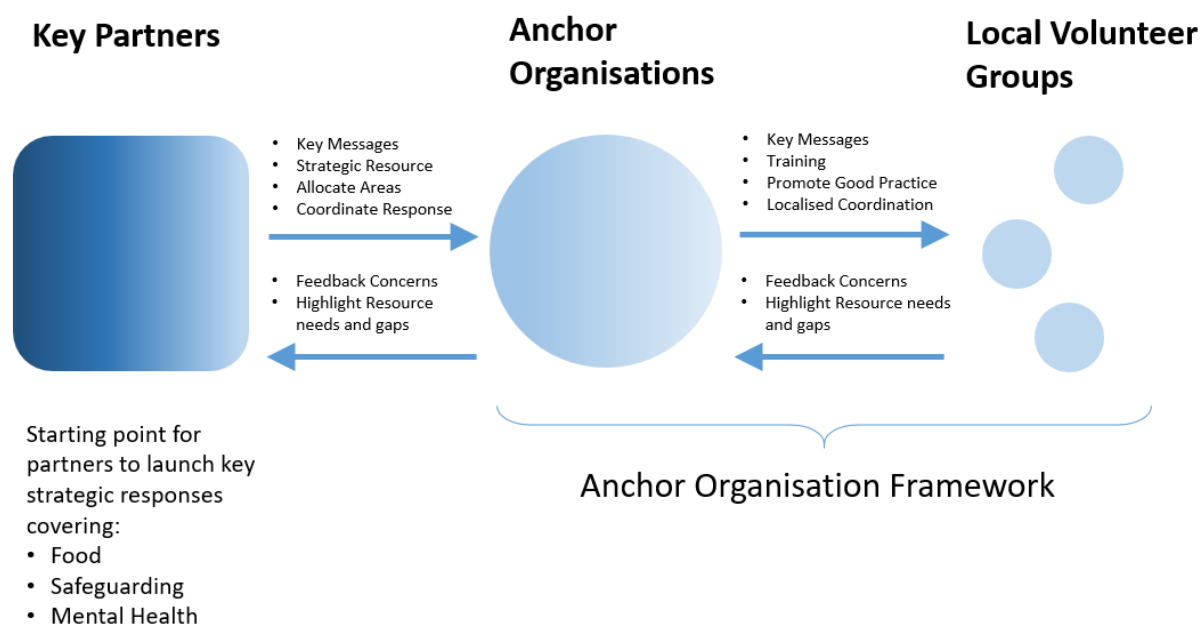 Key Partners
Anchor
Organisations
Local Volunteer
Groups
• Key Messages
• Strategic Resource
• Allocate Areas
• Coordinate Response
• Feedback Concerns
• Highlight Resource
needs and gaps
• Key Messages
• Training
• Promote Good Practice
• Localised Coordination
• Feedback Concerns
• Highlight Resource needs
and gaps
Starting point for
partners to launch key
strategic responses
covering:
• Food
• Safeguarding
• Mental Health
Anchor Organisation Framework